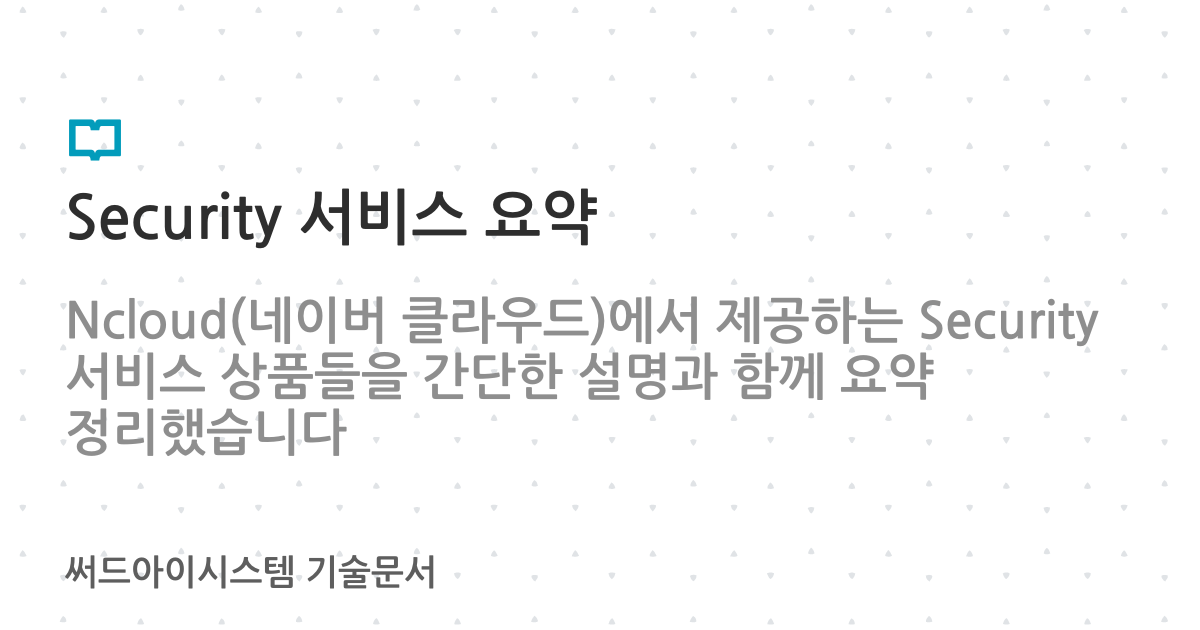 Security 서비스 요약
Ncloud(네이버 클라우드)에서 제공하는 Security
서비스 상품들을 간단한 설명과 함께 요약
정리했습니다
써드아이시스템 기술문서